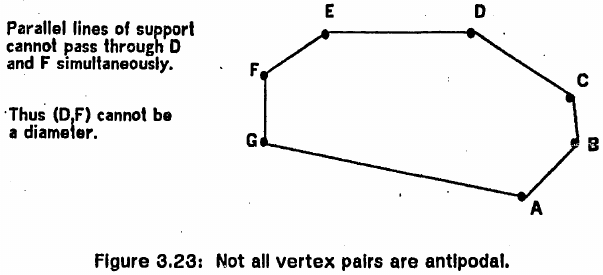 Parallel lines of support
cannot pass through D
and F simultaneously.
Thus (D,F) cannot be
a diameter.
E
D
F
C
G
B
A
Figure 3.23: Not all vertex pairs are antipodal.